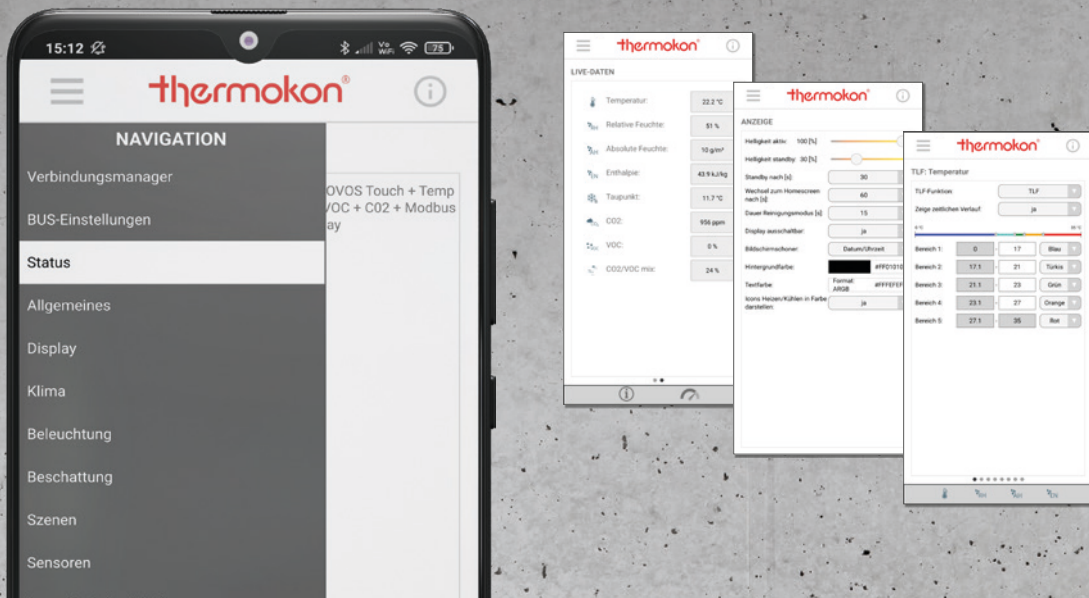 15:12
Vo
WiFi
75
thermokon®
NAVIGATION
Verbindungsmanager
BUS-Einstellungen
Status
Allgemeines
Display
Klima
Beleuchtung
Beschattung
Szenen
Sensoren
OVOS Touch + Temp
VOC + C02 + Modbus
ay
thermokon®
LIVE-DATEN
Temperatur: 22.2 °C
Relative Feuchte: 51 %
Absolute Feuchte: 10 g/m³
Enthalpie: 43.9 kJ/kg
Taupunkt: 11.7 °C
CO2: 956 ppm
VOC: 0 %
CO2/VOC mix: 24 %
thermokon®
ANZEIGE
Helligkeit aktiv: 100 [%]
Helligkeit standby 30 [%]
Standby nach [s]: 30
Wechsel zum Homescreen
nach [s] 60
Dauer Reinigungsmodus [s] 15
Display ausschaltbar: ja
Bildschirmschoner: Datum/Uhrzeit
Hintergrundfarbe: #FF01010
Textfarbe: Format: ARGB #FFFEFEF
Icons Heizen/Kühlen in Farbe
darstellen: ja
thermokon®
TLF: Temperatur
TLF-Funktion: TLF
Zeige zeitlichen Verlauf: ja
Bereich 1: 0 - 17 Blau
Bereich 2: 17.1 - 21 Türkis
Bereich 3: 21.1 - 23 Grün
Bereich 4: 23.1 - 27 Orange
Bereich 5: 27.1 - 35 Rot